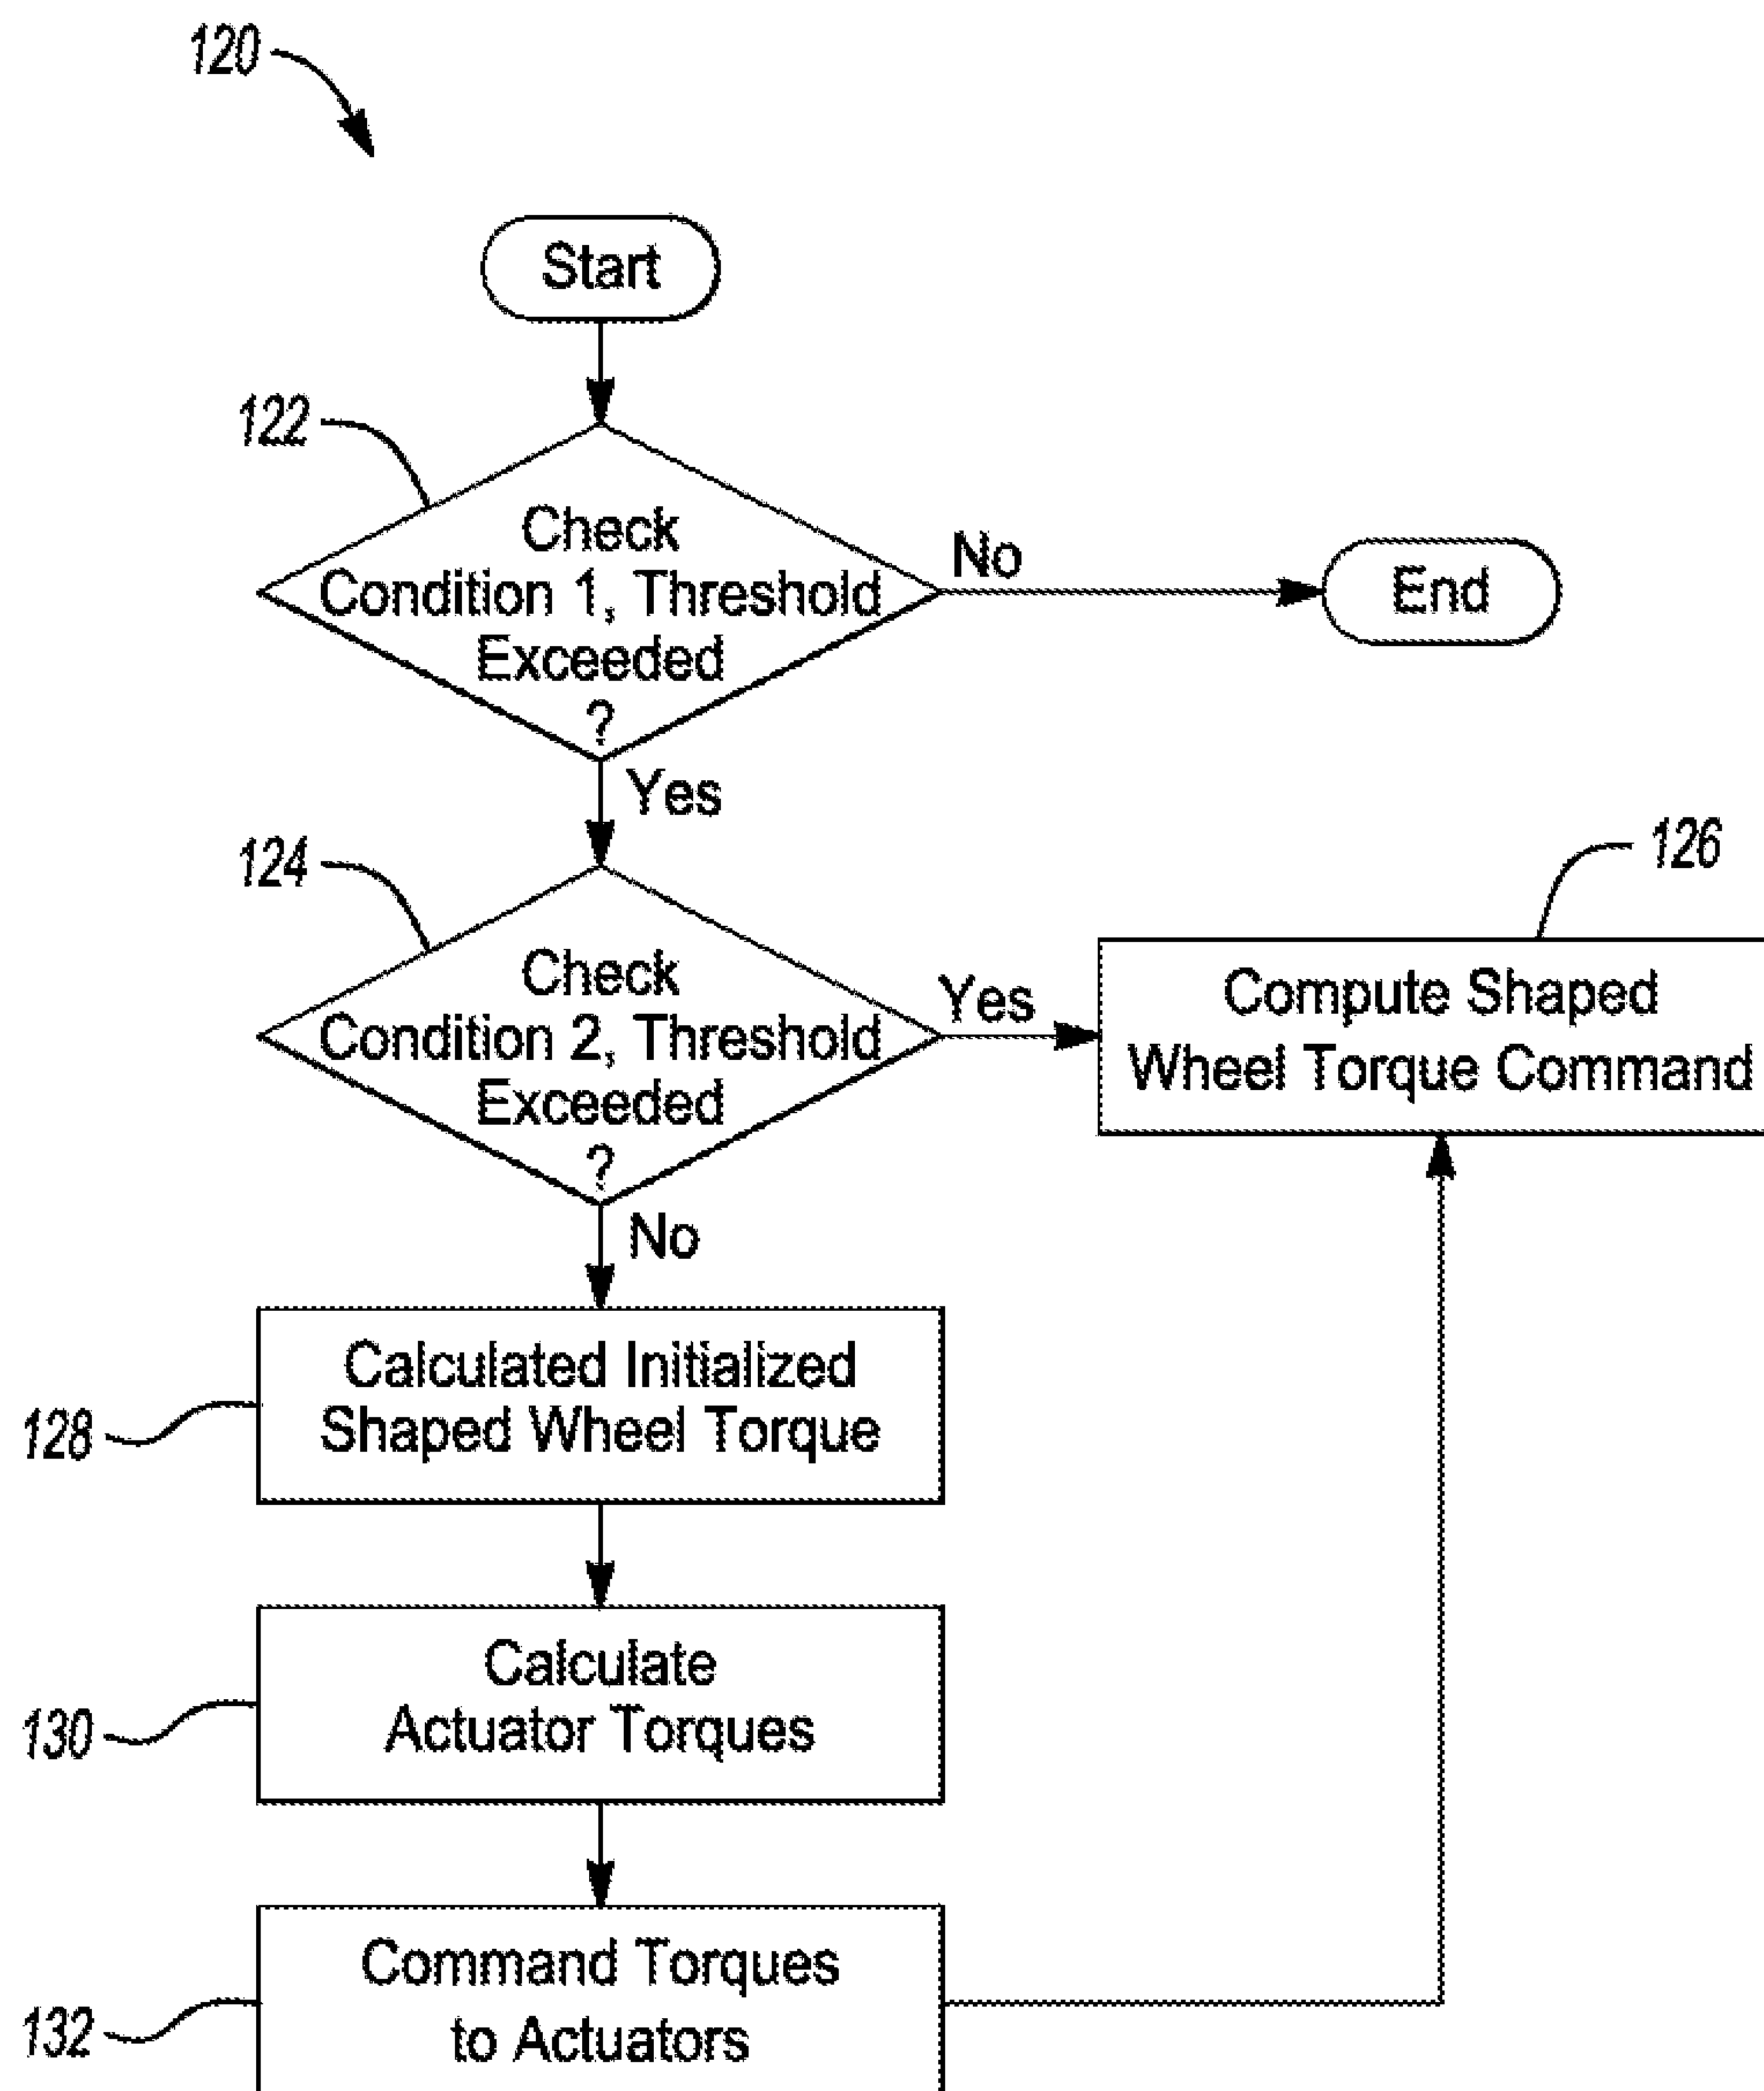 120
Start
122
Check
Condition 1, Threshold
Exceeded
?
No
End
Yes
124
Check
Condition 2, Threshold
Exceeded
?
Yes
126
Compute Shaped
Wheel Torque Command
No
128
Calculated Initialized
Shaped Wheel Torque
130
Calculate
Actuator Torques
132
Command Torques
to Actuators